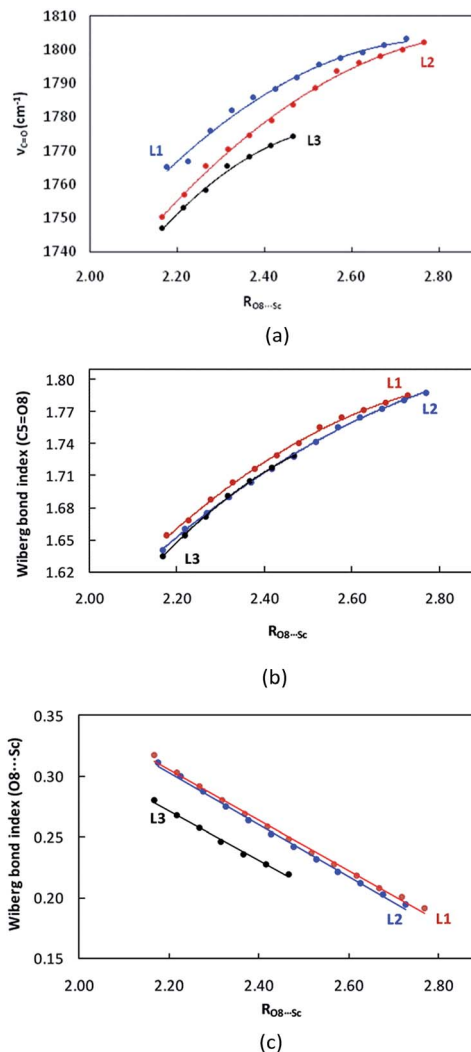 1810
1800
1790
1780
1770
1760
1750
1740
νC=O (cm-1)
L1
L2
L3
2.00 2.20 2.40 2.60 2.80
RO8···Sc
(a)
1.80
1.77
1.74
1.71
1.68
1.65
1.62
Wiberg bond index (C5=O8)
L1
L2
L3
2.00 2.20 2.40 2.60 2.80
RO8···Sc
(b)
0.35
0.30
0.25
0.20
0.15
Wiberg bond index (O8···Sc)
L3
L2
L1
2.00 2.20 2.40 2.60 2.80
RO8···Sc
(c)